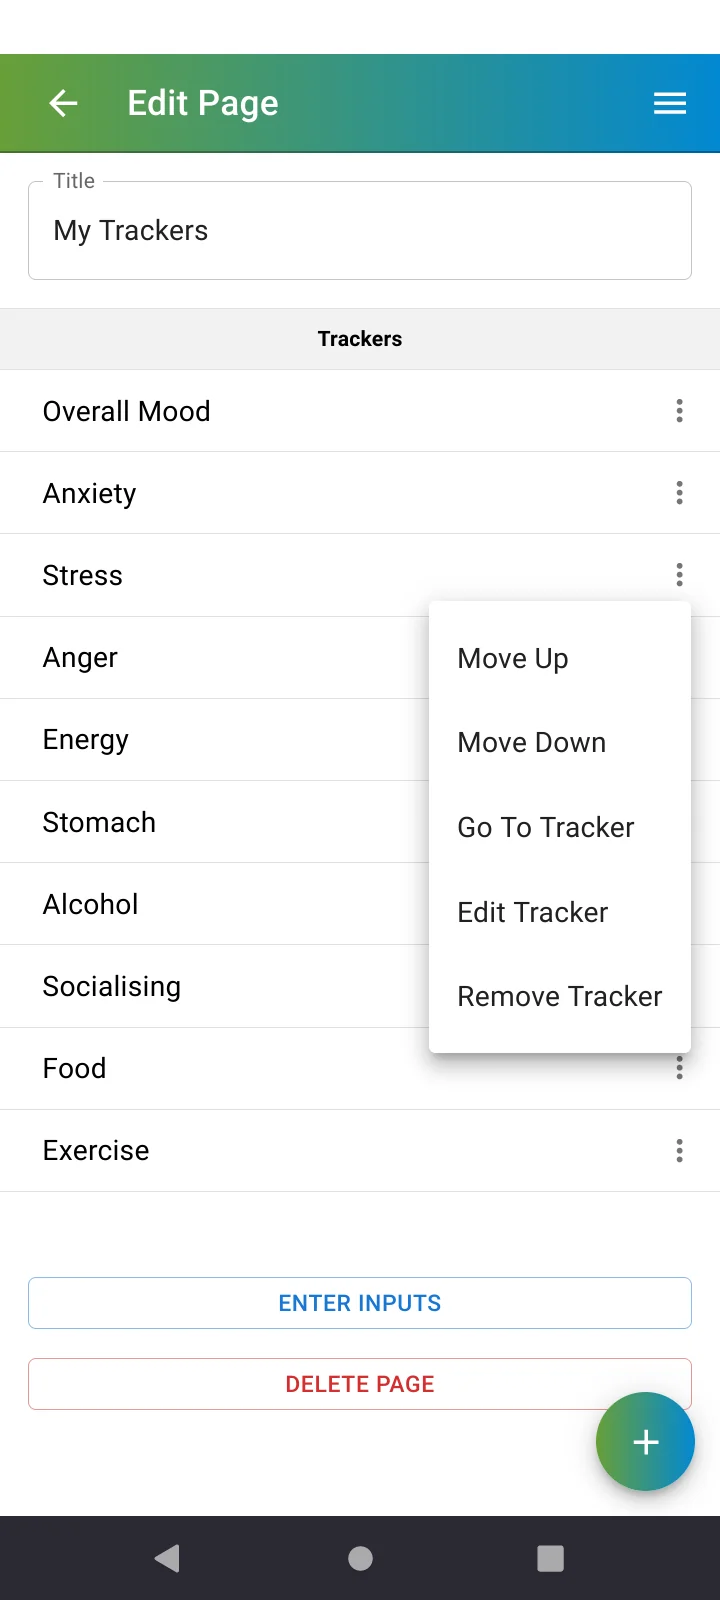 Edit Page
Title
My Trackers
Trackers
Overall Mood
Anxiety
Stress
Anger
Energy
Stomach
Alcohol
Socialising
Food
Exercise
Move Up
Move Down
Go To Tracker
Edit Tracker
Remove Tracker
ENTER INPUTS
DELETE PAGE